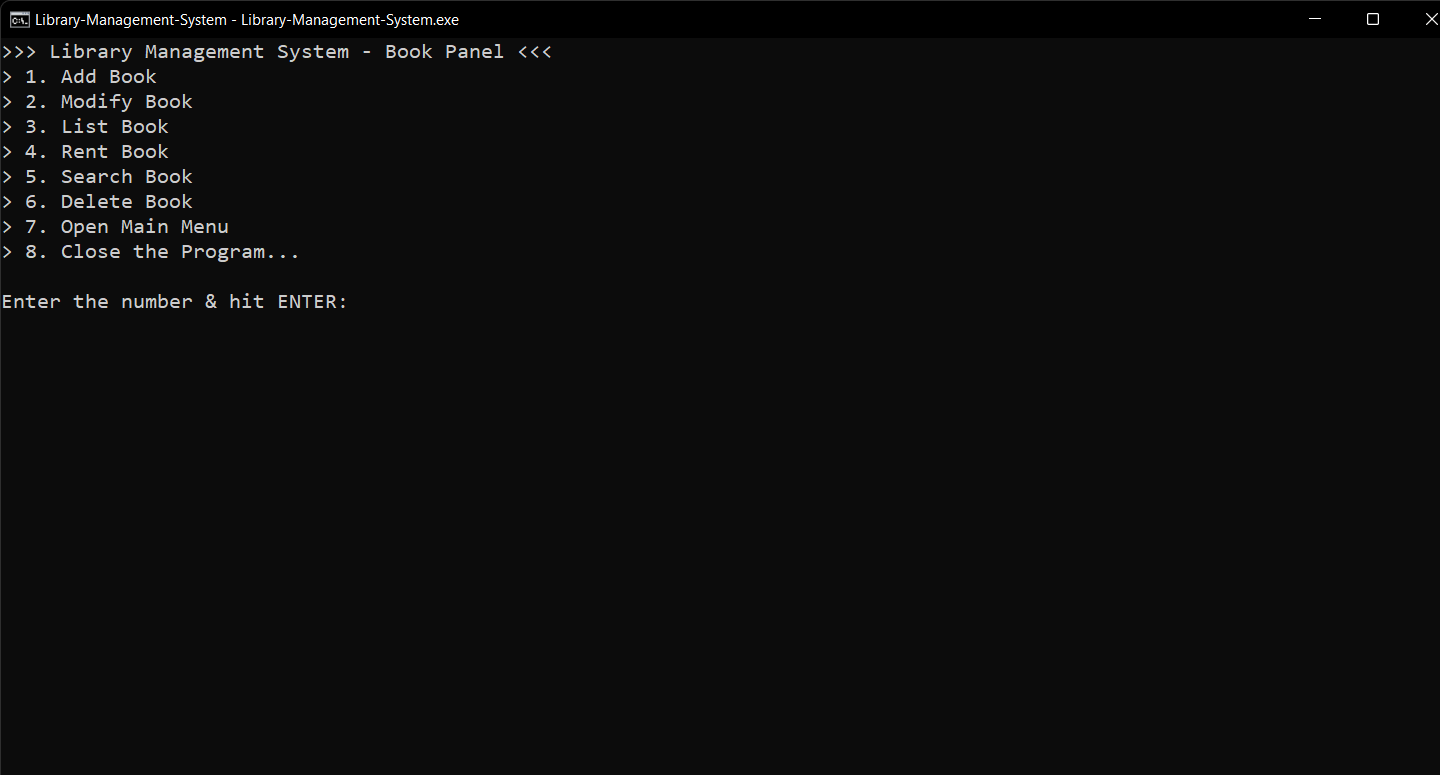 Library-Management-System - Library-Management-System.exe
>>> Library Management System - Book Panel <<<
> 1. Add Book
> 2. Modify Book
> 3. List Book
> 4. Rent Book
> 5. Search Book
> 6. Delete Book
> 7. Open Main Menu
> 8. Close the Program...
Enter the number & hit ENTER: